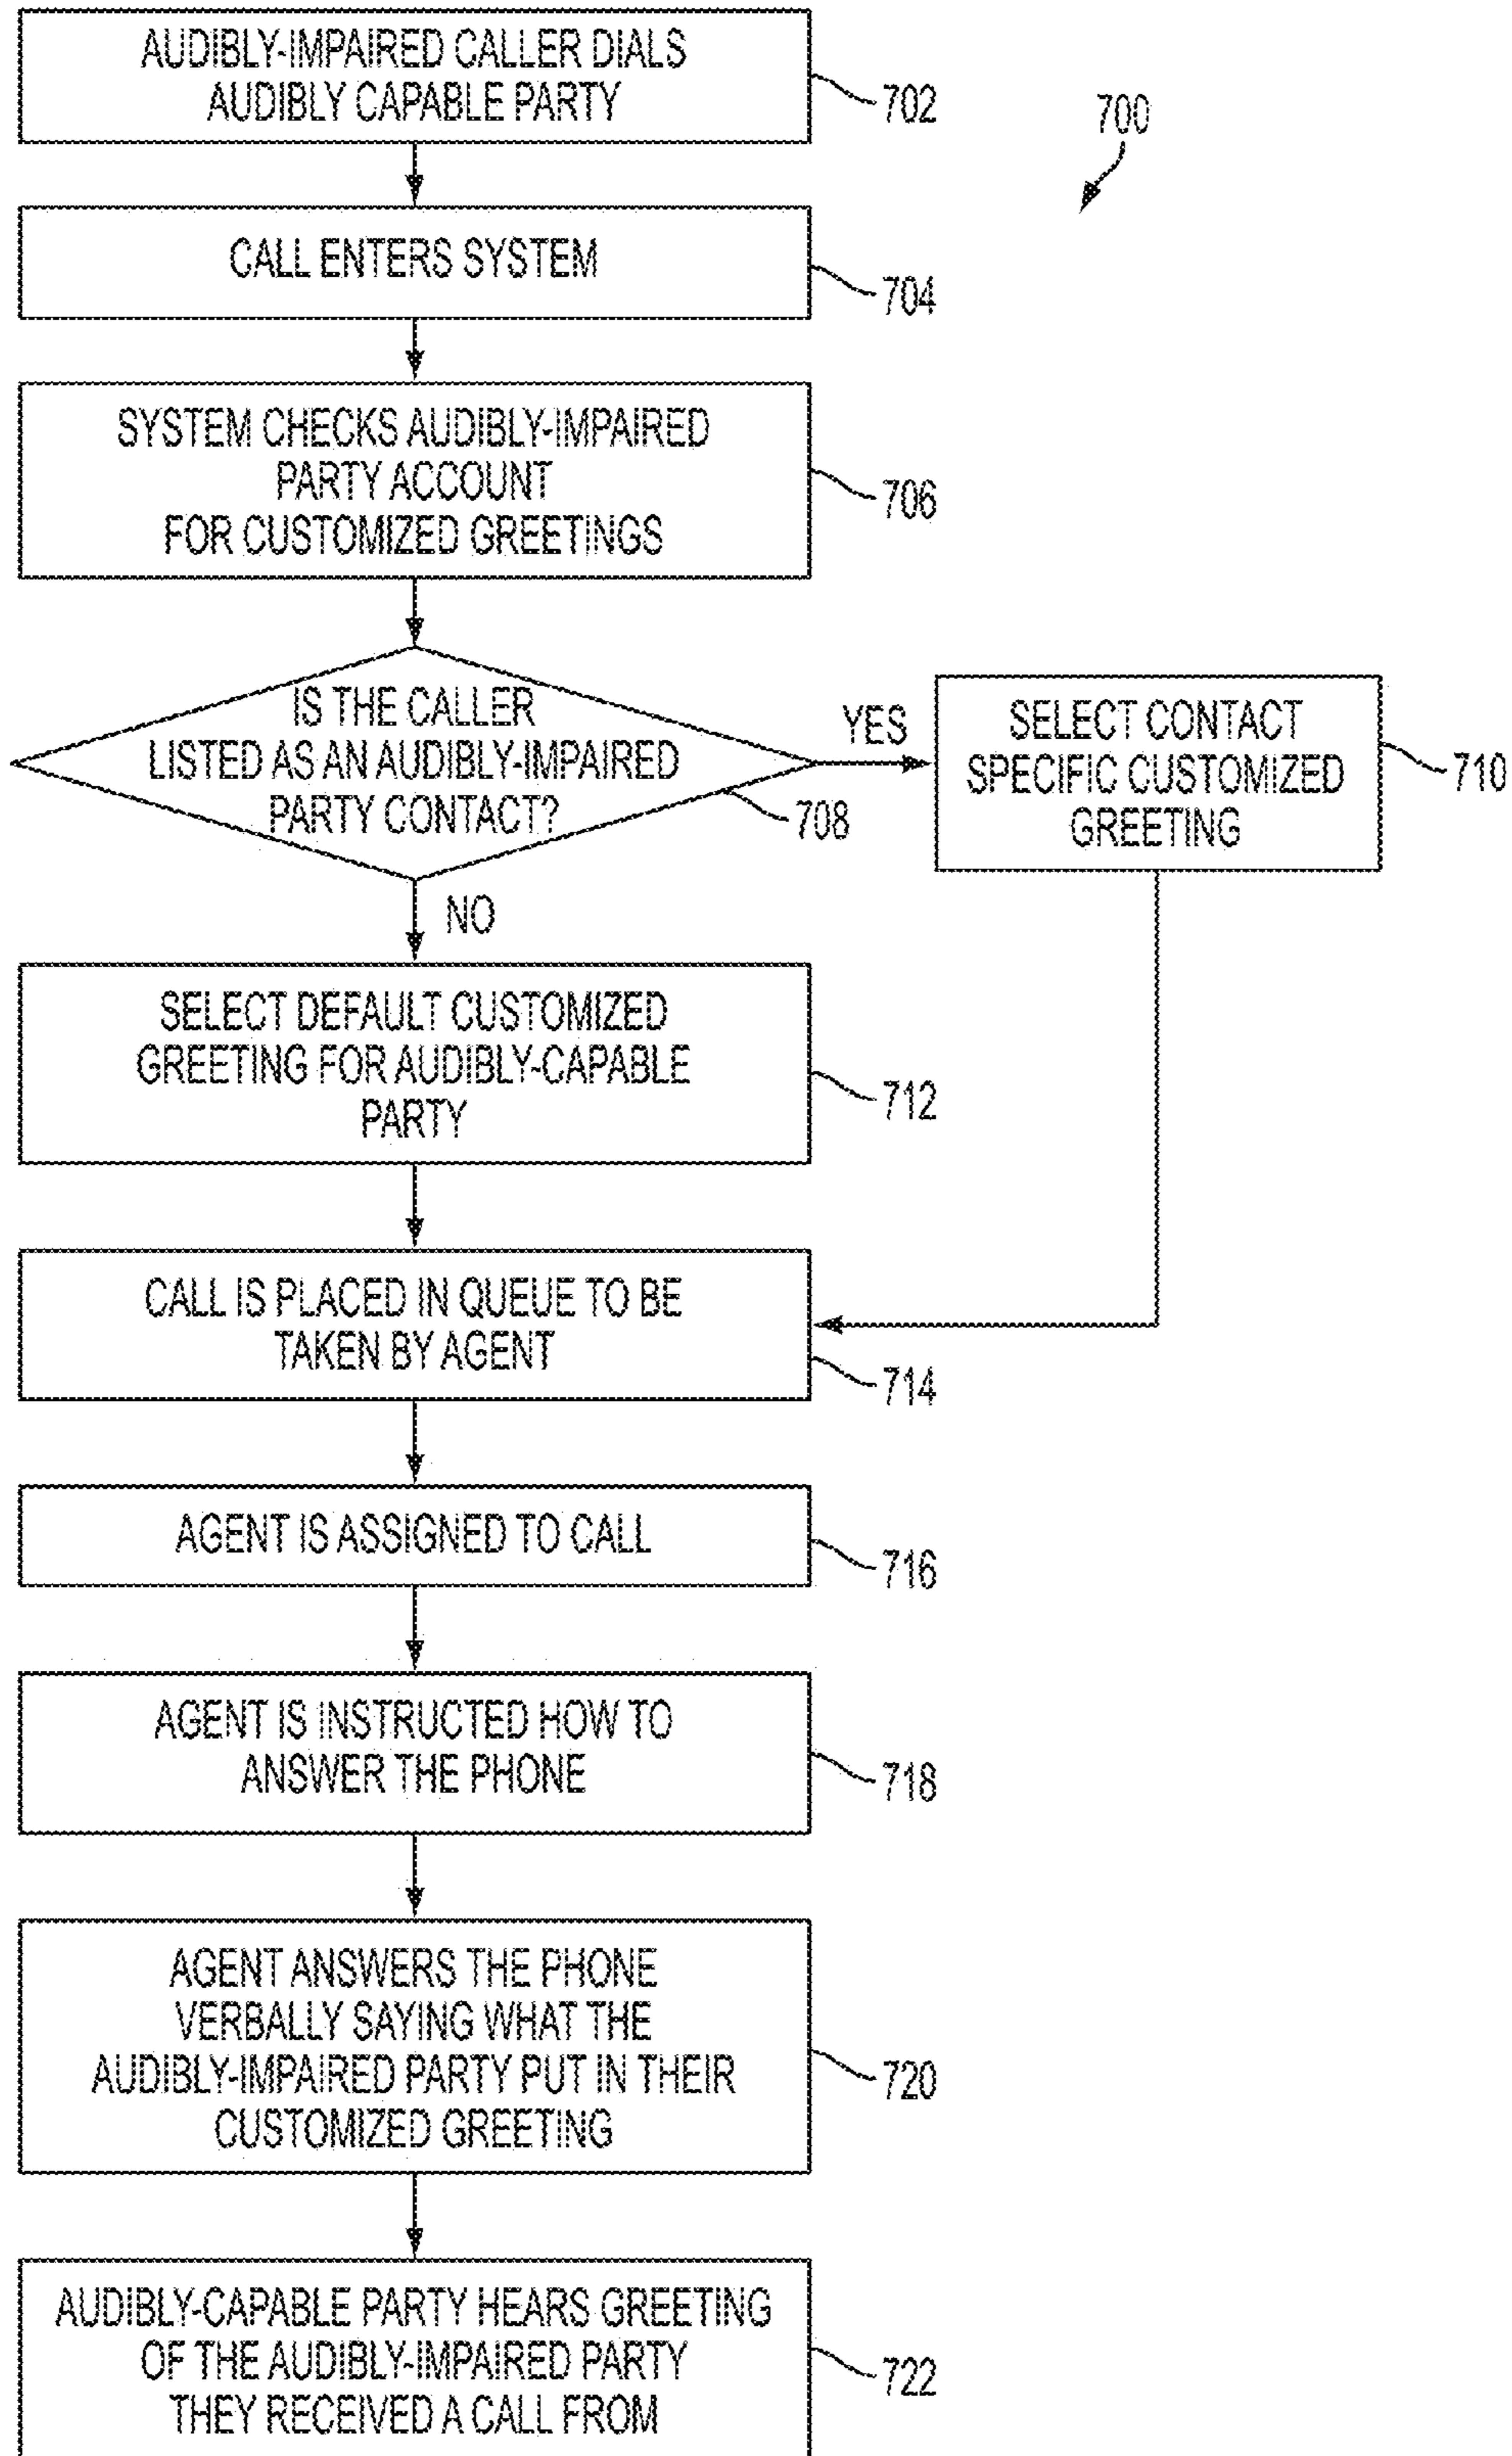 AUDIBLY-IMPAIRED CALLER DIALS
AUDIBLY CAPABLE PARTY
702
700
CALL ENTERS SYSTEM
704
SYSTEM CHECKS AUDIBLY-IMPAIRED
PARTY ACCOUNT
FOR CUSTOMIZED GREETINGS
706
IS THE CALLER
LISTED AS AN AUDIBLY-IMPAIRED
PARTY CONTACT?
708
YES
SELECT CONTACT
SPECIFIC CUSTOMIZED
GREETING
710
NO
SELECT DEFAULT CUSTOMIZED
GREETING FOR AUDIBLY-CAPABLE
PARTY
712
CALL IS PLACED IN QUEUE TO BE
TAKEN BY AGENT
714
AGENT IS ASSIGNED TO CALL
716
AGENT IS INSTRUCTED HOW TO
ANSWER THE PHONE
718
AGENT ANSWERS THE PHONE
VERBALLY SAYING WHAT THE
AUDIBLY-IMPAIRED PARTY PUT IN THEIR
CUSTOMIZED GREETING
720
AUDIBLY-CAPABLE PARTY HEARS GREETING
OF THE AUDIBLY-IMPAIRED PARTY
THEY RECEIVED A CALL FROM
722